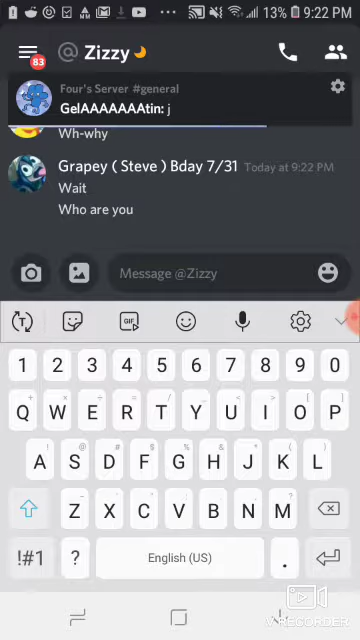 13% 9:22 PM
83
@ Zizzy
Four's Server #general
GelAAAAAAAtin: j
Wh-why
Grapey ( Steve ) Bday 7/31 Today at 9:22 PM
Wait
Who are you
Message @Zizzy
T GIF
1 2 3 4 5 6 7 8 9 0
Q W E R T Y U I O P
A S D F G H J K L
Z X C V B N M
!#1 ? English (US) .
V RECORDER